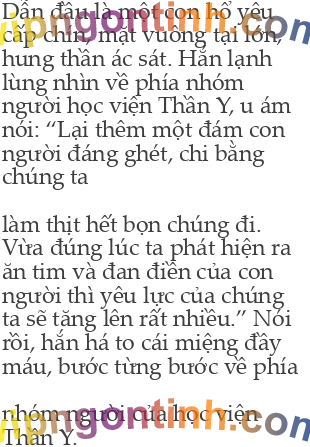 Dẫn đầu là một con hổ yêu
cấp chín, mặt vuông tai lớn,
hung thần ác sát. Hắn lạnh
lùng nhìn về phía nhóm
người học viện Thần Y, u ám
nói: “Lại thêm một đám con
người đáng ghét, chi bằng
chúng ta
làm thịt hết bọn chúng đi.
Vừa đúng lúc ta phát hiện ra
ăn tim và đan điền của con
người thì yêu lực của chúng
ta sẽ tăng lên rất nhiều.” Nói
rồi, hắn há to cái miệng đầy
máu, bước từng bước về phía
nhóm người của học viện
Thần Y.